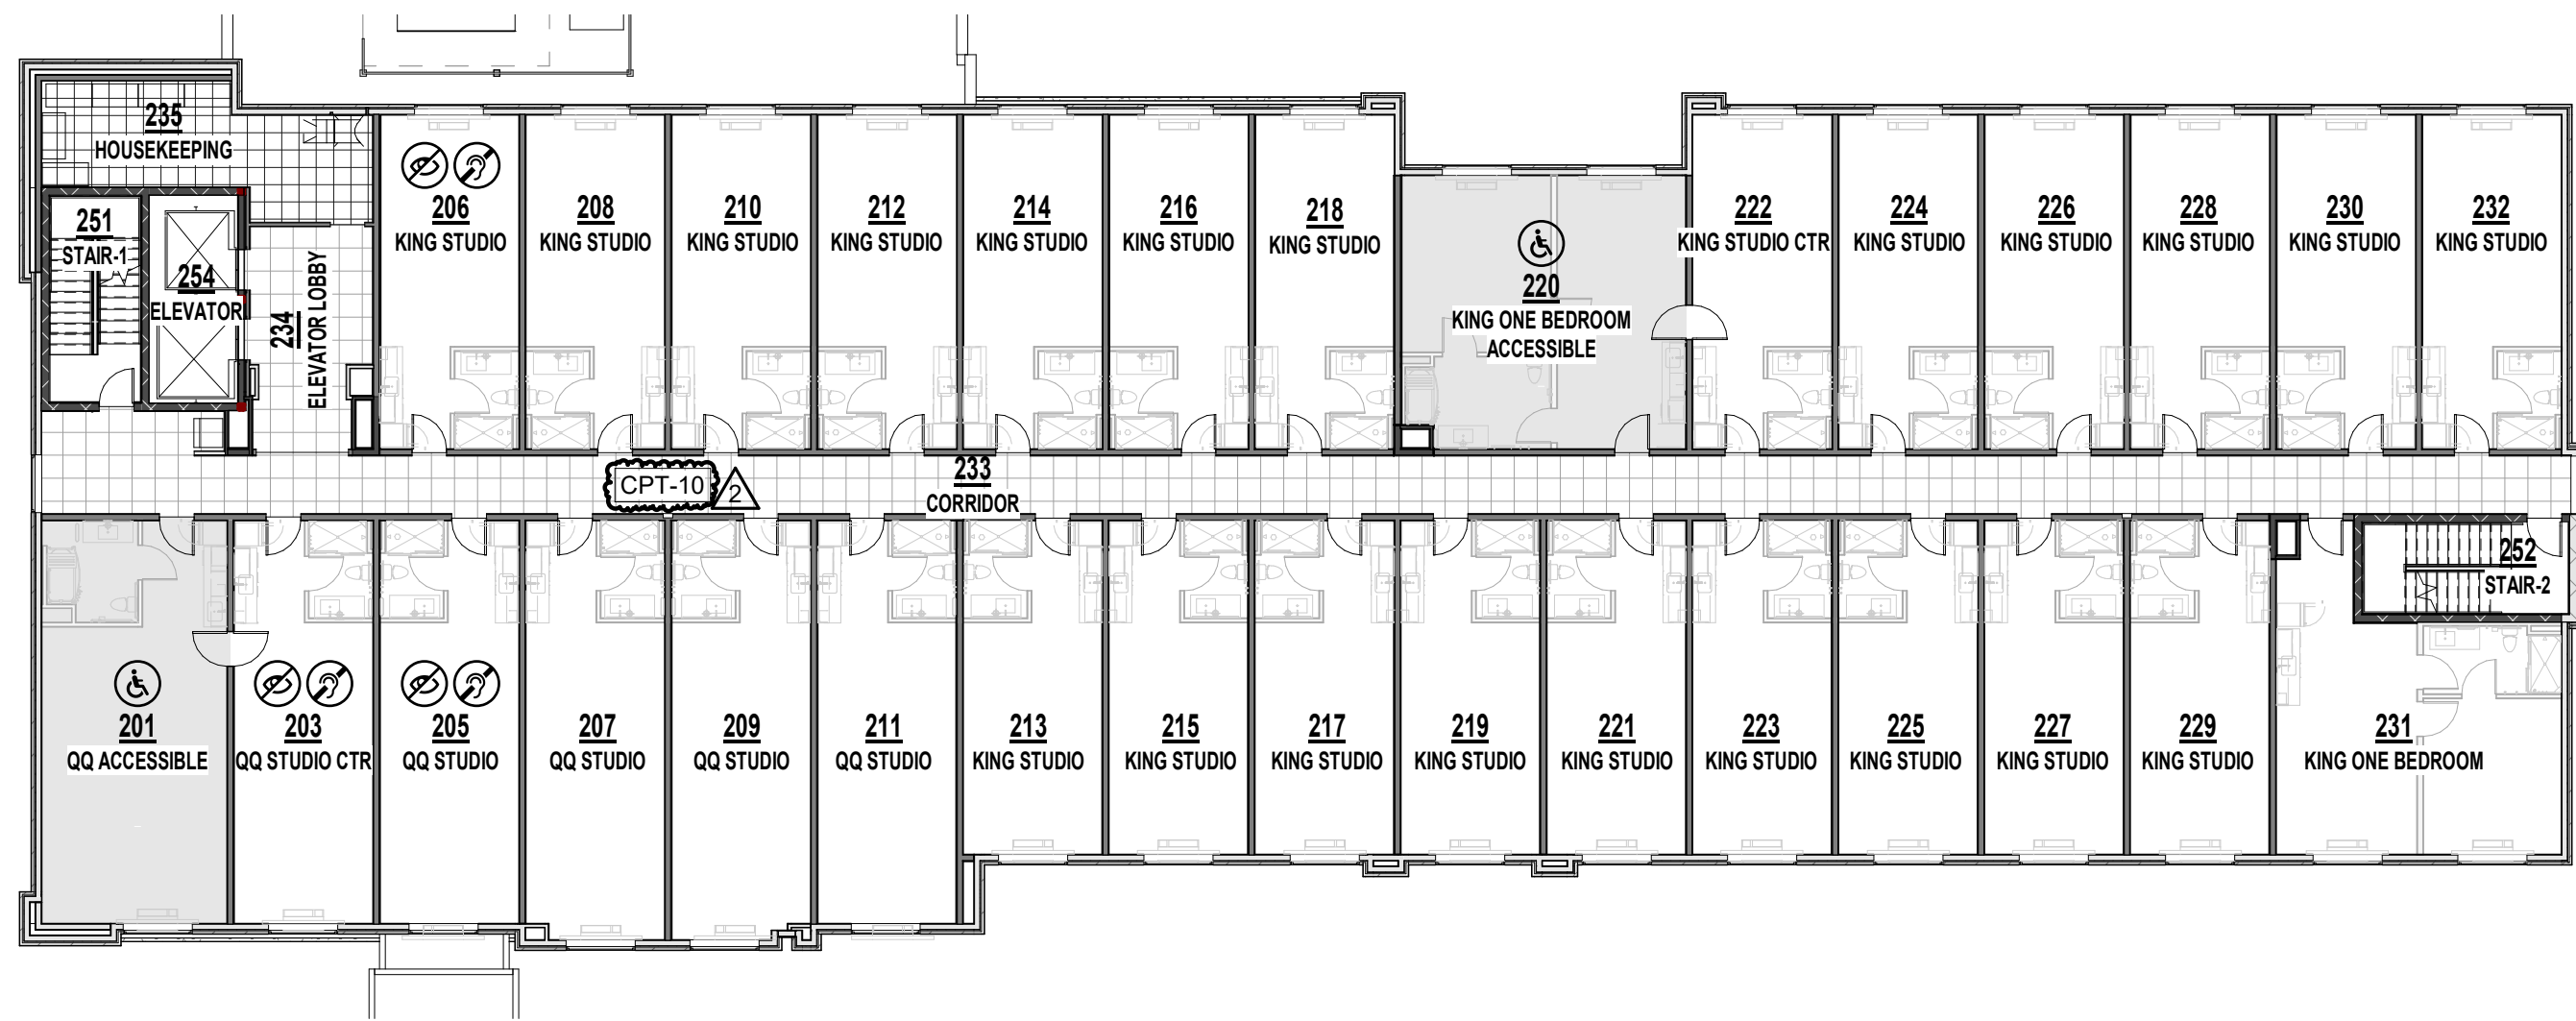 235
HOUSEKEEPING
251
STAIR-1
254
ELEVATOR
234
ELEVATOR LOBBY
206
KING STUDIO
208
KING STUDIO
210
KING STUDIO
212
KING STUDIO
214
KING STUDIO
216
KING STUDIO
218
KING STUDIO
220
KING ONE BEDROOM
ACCESSIBLE
222
KING STUDIO CTR
224
KING STUDIO
226
KING STUDIO
228
KING STUDIO
230
KING STUDIO
232
KING STUDIO
CPT-10
2
233
CORRIDOR
201
QQ ACCESSIBLE
203
QQ STUDIO CTR
205
QQ STUDIO
207
QQ STUDIO
209
QQ STUDIO
211
QQ STUDIO
213
KING STUDIO
215
KING STUDIO
217
KING STUDIO
219
KING STUDIO
221
KING STUDIO
223
KING STUDIO
225
KING STUDIO
227
KING STUDIO
229
KING STUDIO
231
KING ONE BEDROOM
252
STAIR-2